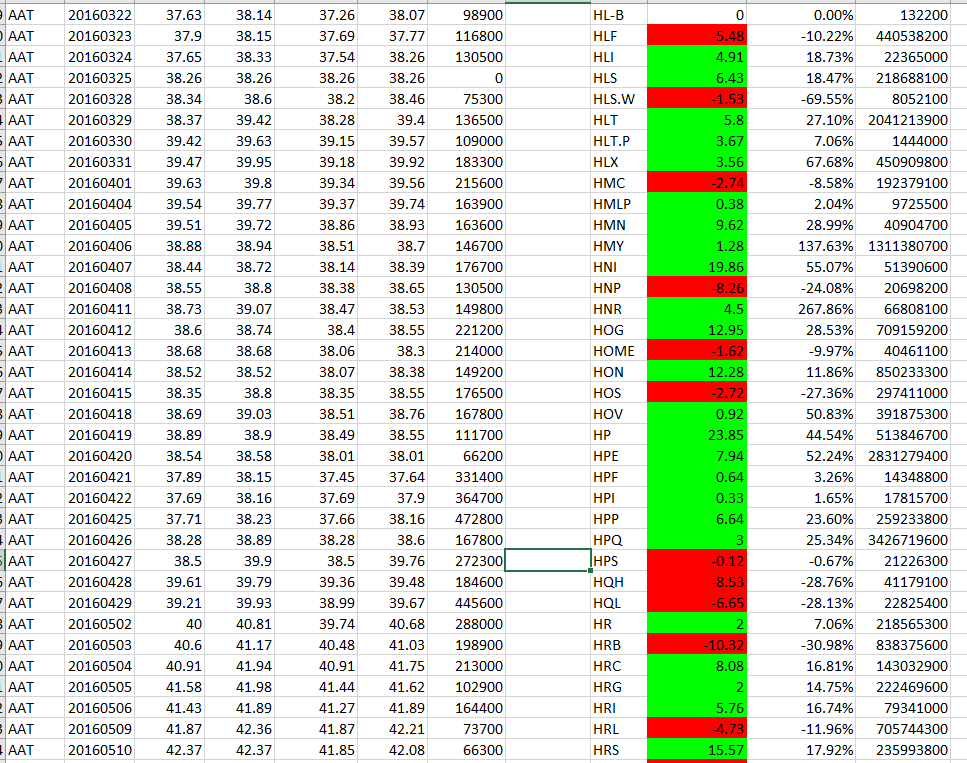 AAT 20160322 37.63 38.14 37.26 38.07 98900 HL-B 0 0.00% 132200
AAT 20160323 37.9 38.15 37.69 37.77 116800 HLF -5.48 -10.22% 440538200
AAT 20160324 37.65 38.33 37.54 38.26 130500 HLI 4.91 18.73% 22365000
AAT 20160325 38.26 38.26 38.26 38.26 0 HLS 6.43 18.47% 218688100
AAT 20160328 38.34 38.6 38.2 38.46 75300 HLS.W -1.53 -69.55% 8052100
AAT 20160329 38.37 39.42 38.28 39.4 136500 HLT 5.8 27.10% 2041213900
AAT 20160330 39.42 39.63 39.15 39.57 109000 HLT.P 3.67 7.06% 1444000
AAT 20160331 39.47 39.95 39.18 39.92 183300 HLX 3.56 67.68% 450909800
AAT 20160401 39.63 39.8 39.34 39.56 215600 HMC -2.74 -8.58% 192379100
AAT 20160404 39.54 39.77 39.37 39.74 163900 HMLP 0.38 2.04% 9725500
AAT 20160405 39.51 39.72 38.86 38.93 163600 HMN 9.62 28.99% 40904700
AAT 20160406 38.88 38.94 38.51 38.7 146700 HMY 1.28 137.63% 1311380700
AAT 20160407 38.44 38.72 38.14 38.39 176700 HNI 19.86 55.07% 51390600
AAT 20160408 38.55 38.8 38.38 38.65 130500 HNP -8.26 -24.08% 20698200
AAT 20160411 38.73 39.07 38.47 38.53 149800 HNR 4.5 267.86% 66808100
AAT 20160412 38.6 38.74 38.4 38.55 221200 HOG 12.95 28.53% 709159200
AAT 20160413 38.68 38.68 38.06 38.3 214000 HOME -1.62 -9.97% 40461100
AAT 20160414 38.52 38.52 38.07 38.38 149200 HON 12.28 11.86% 850233300
AAT 20160415 38.35 38.8 38.35 38.55 176500 HOS -2.72 -27.36% 297411000
AAT 20160418 38.69 39.03 38.51 38.76 167800 HOV 0.92 50.83% 391875300
AAT 20160419 38.89 38.9 38.49 38.55 111700 HP 23.85 44.54% 513846700
AAT 20160420 38.54 38.58 38.01 38.01 66200 HPE 7.94 52.24% 2831279400
AAT 20160421 37.89 38.15 37.45 37.64 331400 HPF 0.64 3.26% 14348800
AAT 20160422 37.69 38.16 37.69 37.9 364700 HPI 0.33 1.65% 17815700
AAT 20160425 37.71 38.23 37.66 38.16 472800 HPP 6.64 23.60% 259233800
AAT 20160426 38.28 38.89 38.28 38.6 167800 HPQ 3 25.34% 3426719600
AAT 20160427 38.5 39.9 38.5 39.76 272300 HPS -0.12 -0.67% 21226300
AAT 20160428 39.61 39.79 39.36 39.48 184600 HQH -8.53 -28.76% 41179100
AAT 20160429 39.21 39.93 38.99 39.67 445600 HQL -6.65 -28.13% 22825400
AAT 20160502 40 40.81 39.74 40.68 288000 HR 2 7.06% 218565300
AAT 20160503 40.6 41.17 40.48 41.03 198900 HRB -10.32 -30.98% 838375600
AAT 20160504 40.91 41.94 40.91 41.75 213000 HRC 8.08 16.81% 143032900
AAT 20160505 41.58 41.98 41.44 41.62 102900 HRG 2 14.75% 222469600
AAT 20160506 41.43 41.89 41.27 41.89 164400 HRI 5.76 16.74% 79341000
AAT 20160509 41.87 42.36 41.87 42.21 73700 HRL -4.73 -11.96% 705744300
AAT 20160510 42.37 42.37 41.85 42.08 66300 HRS 15.57 17.92% 235993800